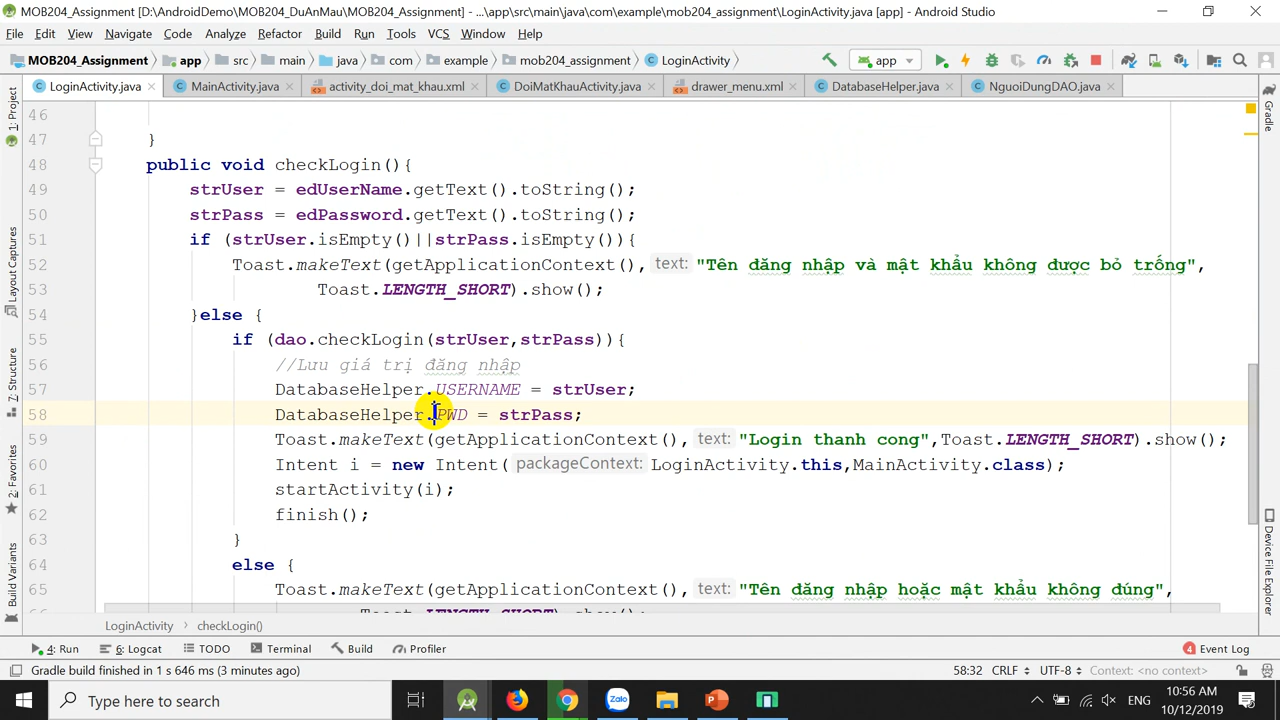 MOB204_Assignment [D:\AndroidDemo\MOB204_DuAnMau\MOB204_Assignment] - ...\app\src\main\java\com\example\mob204_assignment\LoginActivity.java [app] - Android Studio
File Edit View Navigate Code Analyze Refactor Build Run Tools VCS Window Help
MOB204_Assignment app src main java com example mob204_assignment LoginActivity app
LoginActivity.java MainActivity.java activity_doi_mat_khau.xml DoiMatKhauActivity.java drawer_menu.xml DatabaseHelper.java NguoiDungDAO.java
1: Project
Layout Captures
7: Structure
2: Favorites
Build Variants
Gradle
Device File Explorer
46
47 }
48 public void checkLogin(){
49 strUser = edUserName.getText().toString();
50 strPass = edPassword.getText().toString();
51 if (strUser.isEmpty()||strPass.isEmpty()){
52 Toast.makeText(getApplicationContext(), text: "Tên đăng nhập và mật khẩu không được bỏ trống",
53 Toast.LENGTH_SHORT).show();
54 }else {
55 if (dao.checkLogin(strUser,strPass)){
56 //Lưu giá trị đăng nhập
57 DatabaseHelper.USERNAME = strUser;
58 DatabaseHelper.PWD = strPass;
59 Toast.makeText(getApplicationContext(), text: "Login thanh cong",Toast.LENGTH_SHORT).show();
60 Intent i = new Intent( packageContext: LoginActivity.this,MainActivity.class);
61 startActivity(i);
62 finish();
63 }
64 else {
65 Toast.makeText(getApplicationContext(), text: "Tên đăng nhập hoặc mật khẩu không đúng",
LoginActivity checkLogin()
4: Run 6: Logcat TODO Terminal Build Profiler 4 Event Log
Gradle build finished in 1 s 646 ms (3 minutes ago) 58:32 CRLF UTF-8 Context: <no context>
Type here to search ENG 10:56 AM
10/12/2019